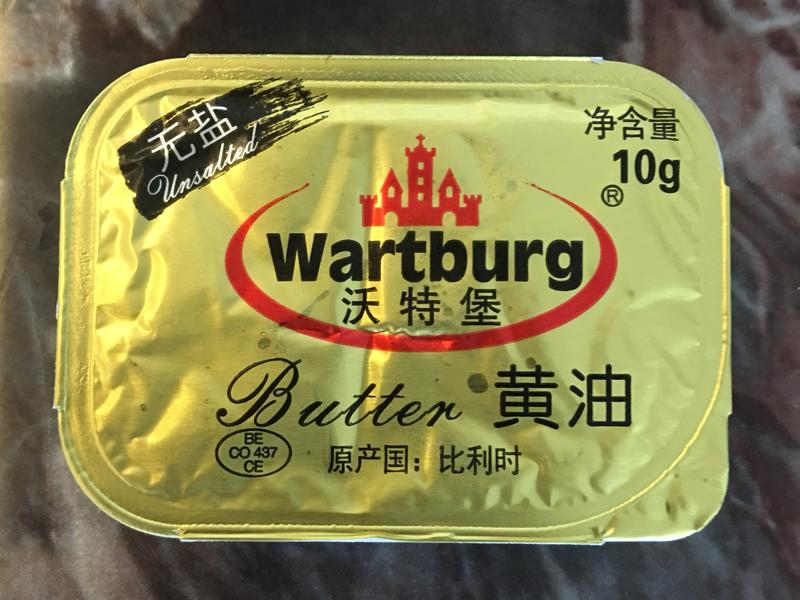 无盐
Unsalted
净含量
10g
®
Wartburg
沃特堡
Butter 黄油
BE
CO 437
CE
原产国：比利时